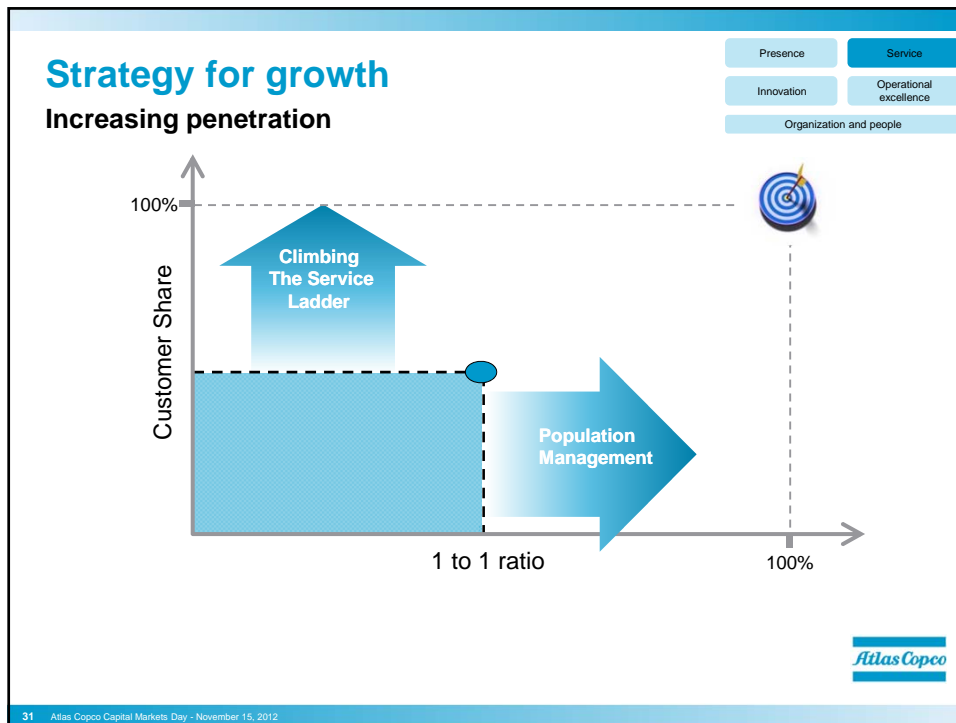 Strategy for growth
Increasing penetration
Presence
Service
Innovation
Operational
excellence
Organization and people
100%
Customer Share
Climbing
The Service
Ladder
Population
Management
1 to 1 ratio
100%
Atlas Copco
31 Atlas Copco Capital Markets Day - November 15, 2012